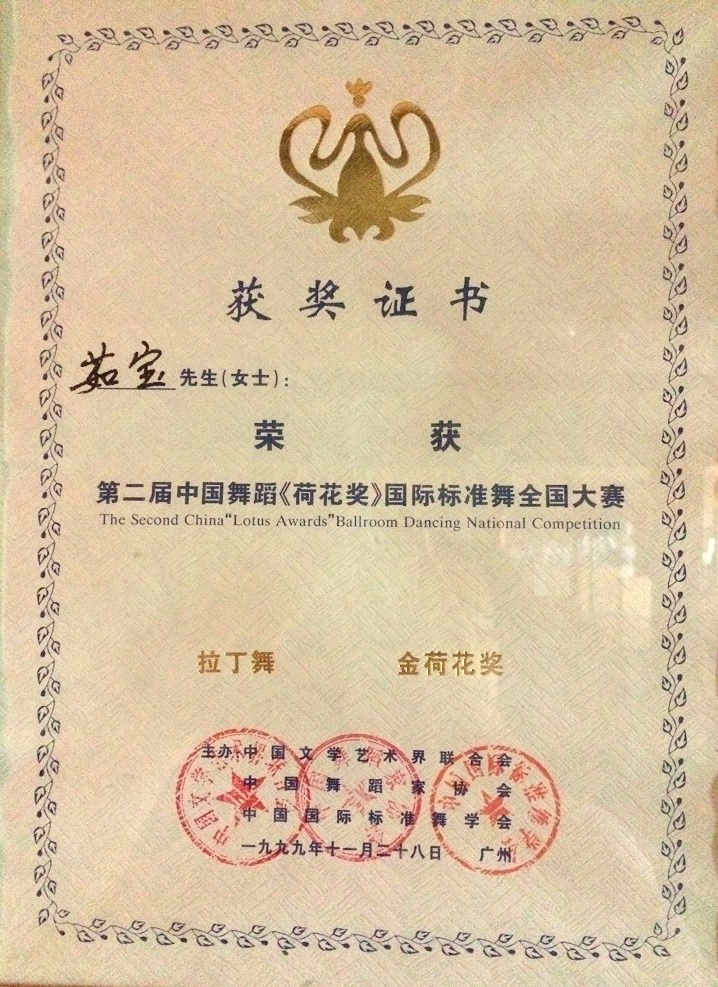 获奖证书
茹宝 先生(女士)：
荣获
第二届中国舞蹈《荷花奖》国际标准舞全国大赛
The Second China"Lotus Awards"Ballroom Dancing National Competition
拉丁舞 金荷花奖
主办 中国文学艺术界联合会
中国舞蹈家协会
中国国际标准舞学会
一九九九年十一月二十八日 广州